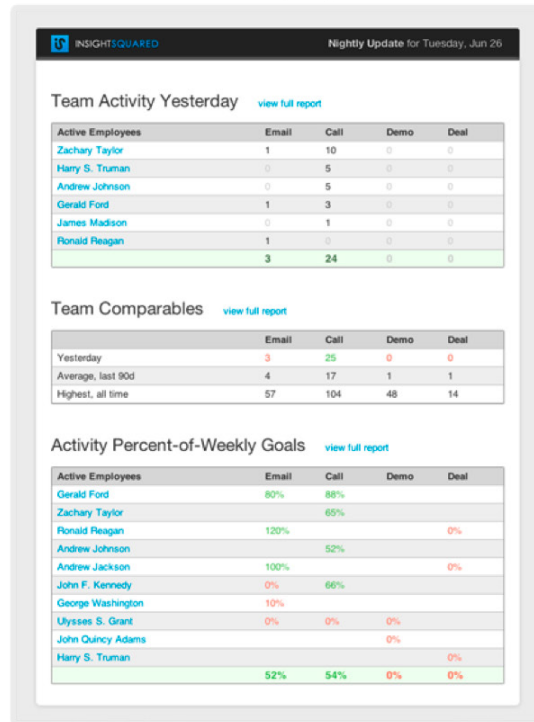 INSIGHTSQUARED Nightly Update for Tuesday, Jun 26
Team Activity Yesterday view full report
Active Employees Email Call Demo Deal
Zachary Taylor 1 10 0 0
Harry S. Truman 0 5 0 0
Andrew Johnson 0 5 0 0
Gerald Ford 1 3 0 0
James Madison 0 1 0 0
Ronald Reagan 1 0 0 0
3 24 0 0
Team Comparables view full report
Email Call Demo Deal
Yesterday 3 25 0 0
Average, last 90d 4 17 1 1
Highest, all time 57 104 48 14
Activity Percent-of-Weekly Goals view full report
Active Employees Email Call Demo Deal
Gerald Ford 80% 88%
Zachary Taylor 65%
Ronald Reagan 120% 0%
Andrew Johnson 52%
Andrew Jackson 100% 0%
John F. Kennedy 0% 66%
George Washington 10%
Ulysses S. Grant 0% 0% 0%
John Quincy Adams 0%
Harry S. Truman 0%
52% 54% 0% 0%